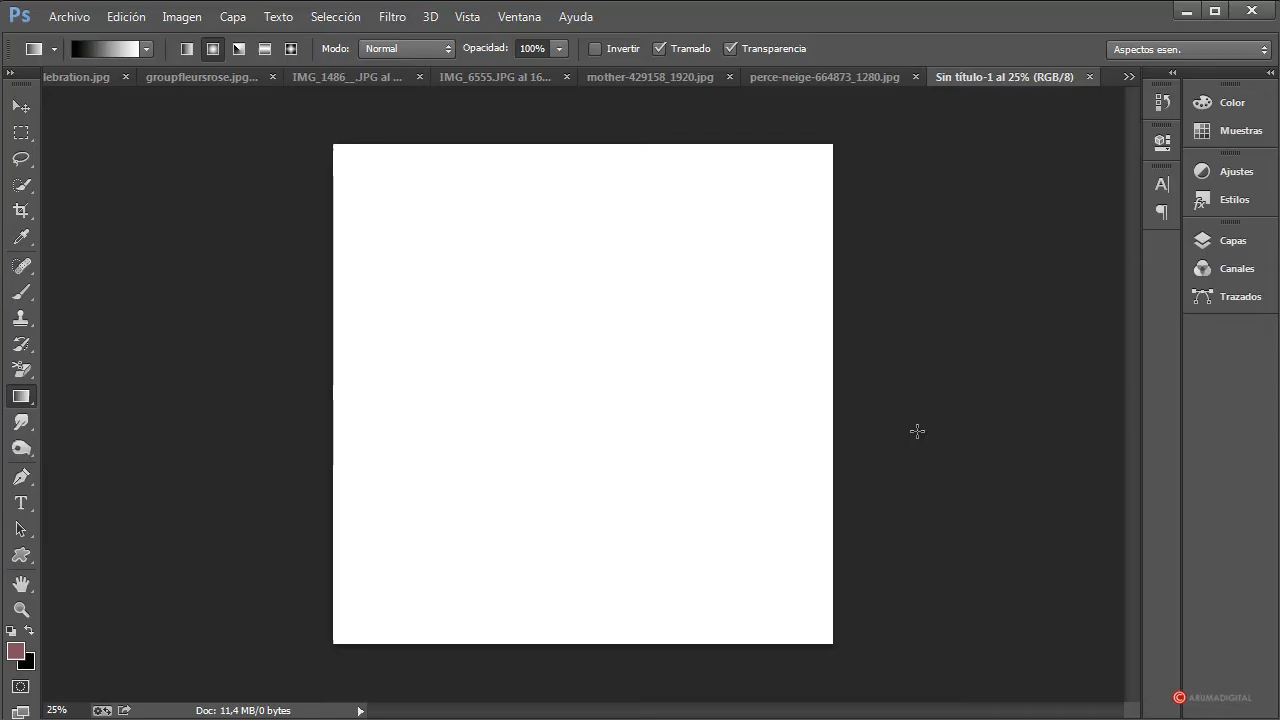 Ps Archivo Edición Imagen Capa Texto Selección Filtro 3D Vista Ventana Ayuda
Modo: Normal Opacidad: 100% Invertir Tramado Transparencia Aspectos esen.
lebration.jpg × groupfleursrose.jpg... × IMG_1486__.JPG al ... × IMG_6555.JPG al 16... × mother-429158_1920.jpg × perce-neige-664873_1280.jpg × Sin título-1 al 25% (RGB/8) ×
Color
Muestras
Ajustes
Estilos
Capas
Canales
Trazados
© ARUMADIGITAL
25% Doc: 11,4 MB/0 bytes